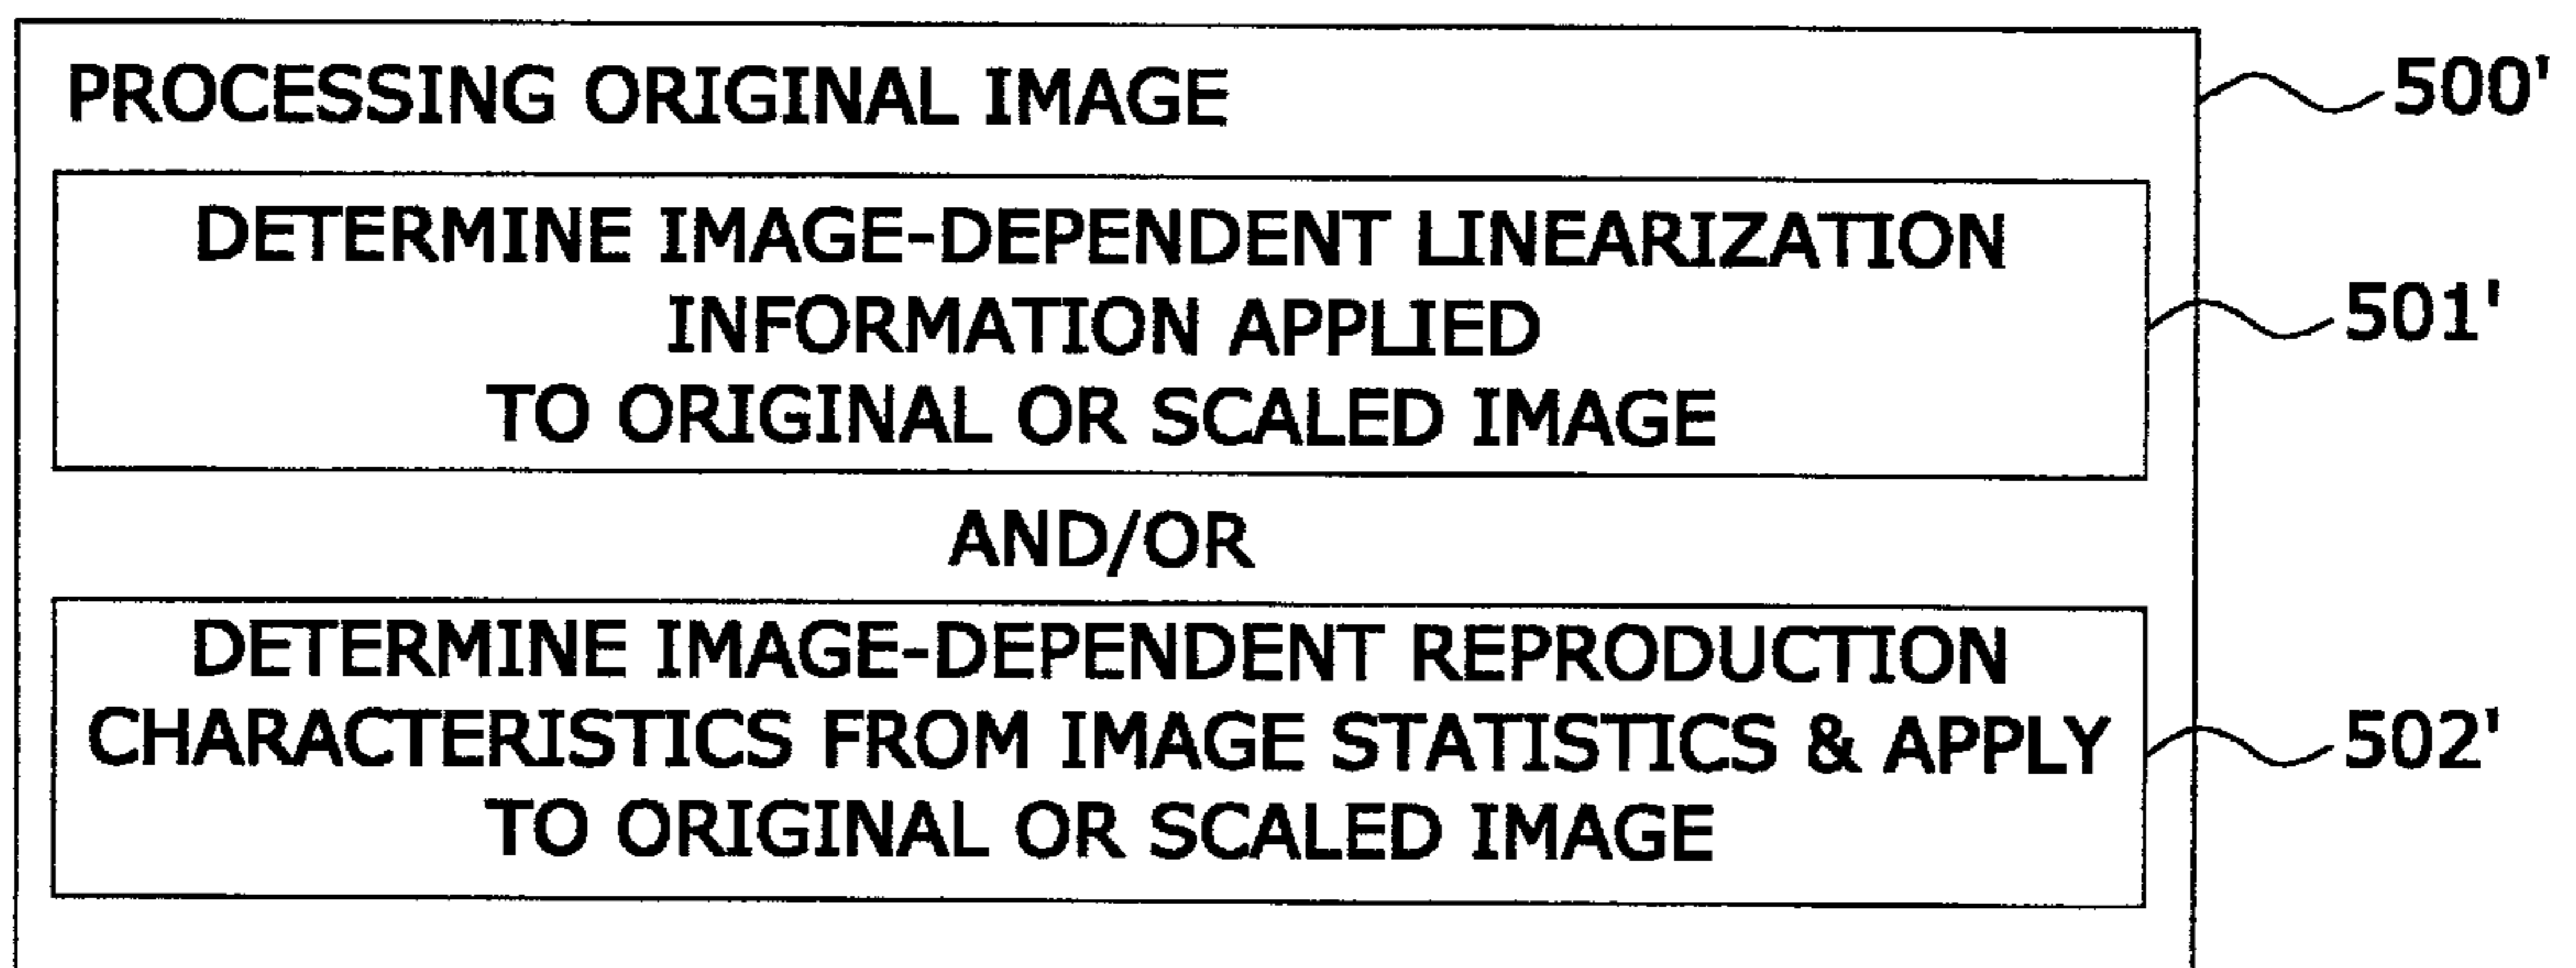 PROCESSING ORIGINAL IMAGE
500'
DETERMINE IMAGE-DEPENDENT LINEARIZATION
INFORMATION APPLIED
501'
TO ORIGINAL OR SCALED IMAGE
AND/OR
DETERMINE IMAGE-DEPENDENT REPRODUCTION
CHARACTERISTICS FROM IMAGE STATISTICS & APPLY
502'
TO ORIGINAL OR SCALED IMAGE